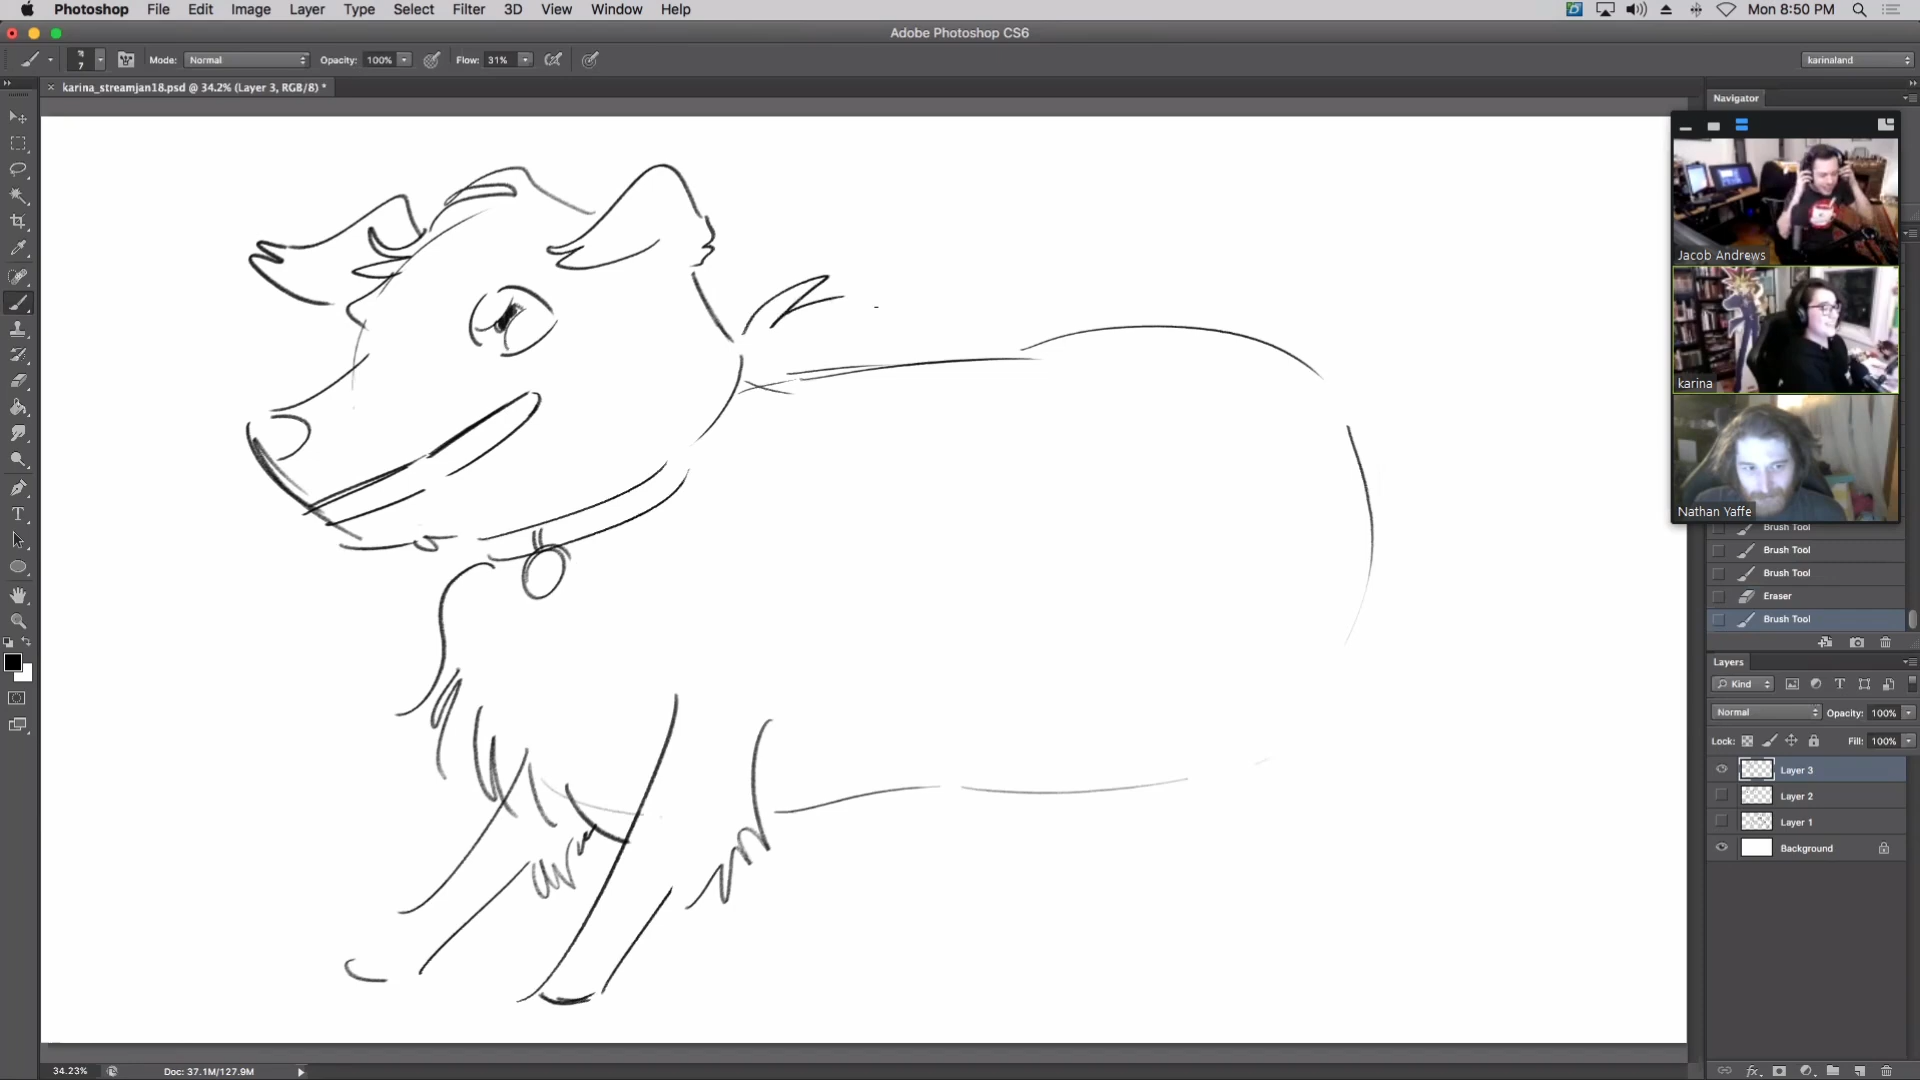 Photoshop File Edit Image Layer Type Select Filter 3D View Window Help Mon 8:50 PM
Adobe Photoshop CS6
7 Mode: Normal Opacity: 100% Flow: 31% karinaland
karina_streamjan18.psd @ 34.2% (Layer 3, RGB/8) *
Navigator
Jacob Andrews
karina
Nathan Yaffe
Brush Tool
Brush Tool
Brush Tool
Eraser
Brush Tool
Layers
Kind
Normal Opacity: 100%
Lock: Fill: 100%
Layer 3
Layer 2
Layer 1
Background
34.23% Doc: 37.1M/127.9M